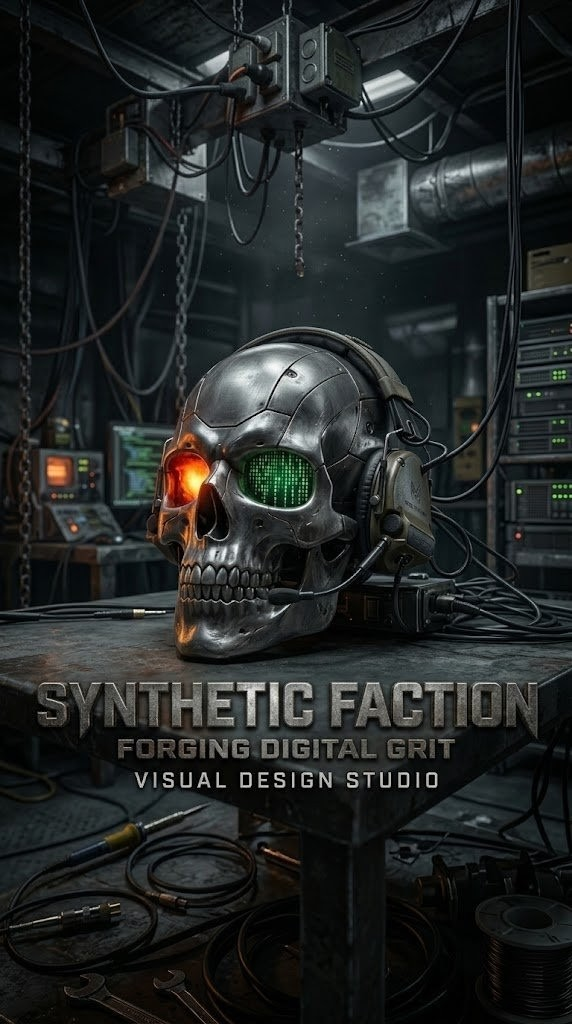 SYNTHETIC FACTION
FORGING DIGITAL GRIT
VISUAL DESIGN STUDIO